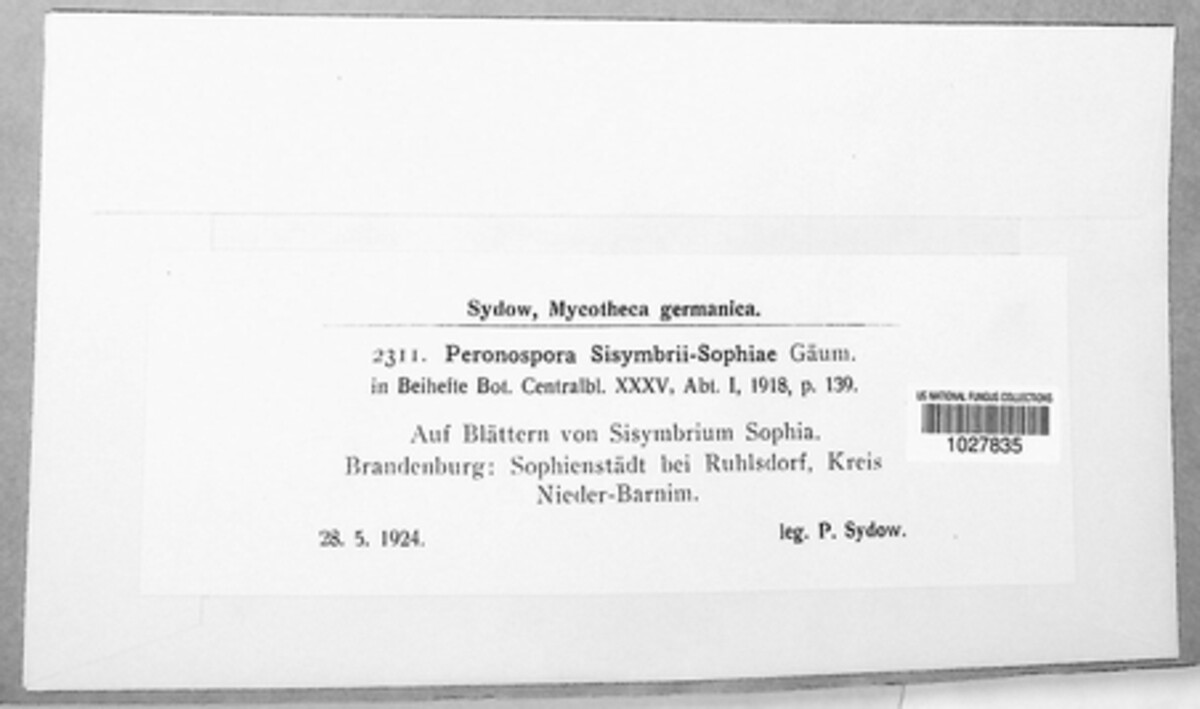 Sydow, Mycotheca germanica.
2311. Peronospora Sisymbrii-Sophiae Gäum.
in Beihefte Bot. Centralbl. XXXV, Abt. I, 1918, p. 139.
Auf Blättern von Sisymbrium Sophia.
Brandenburg: Sophienstädt bei Ruhlsdorf, Kreis
Nieder-Barnim.
28. 5. 1924.
leg. P. Sydow.
US NATIONAL FUNGUS COLLECTIONS
1027835